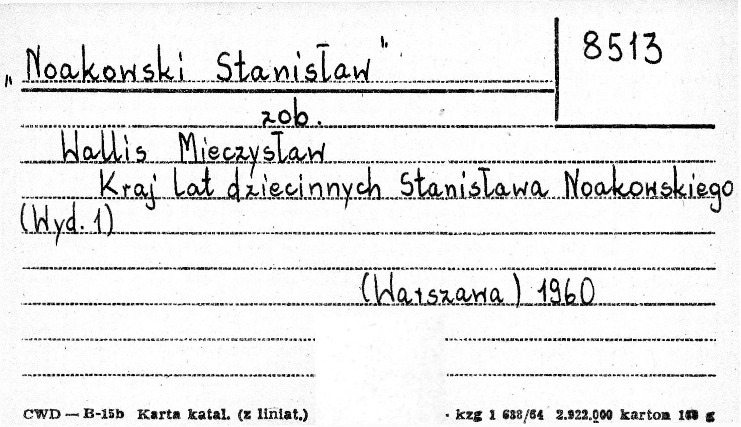 „Noakowski Stanisław"
8513
zob.
Wallis Mieczysław
Kraj lat dziecinnych Stanisława Noakowskiego
(Wyd. 1)
(Warszawa) 1960
CWD — B-15b Karta katal. (z liniat.)
kzg 1 638/64 2.922.000 karton g